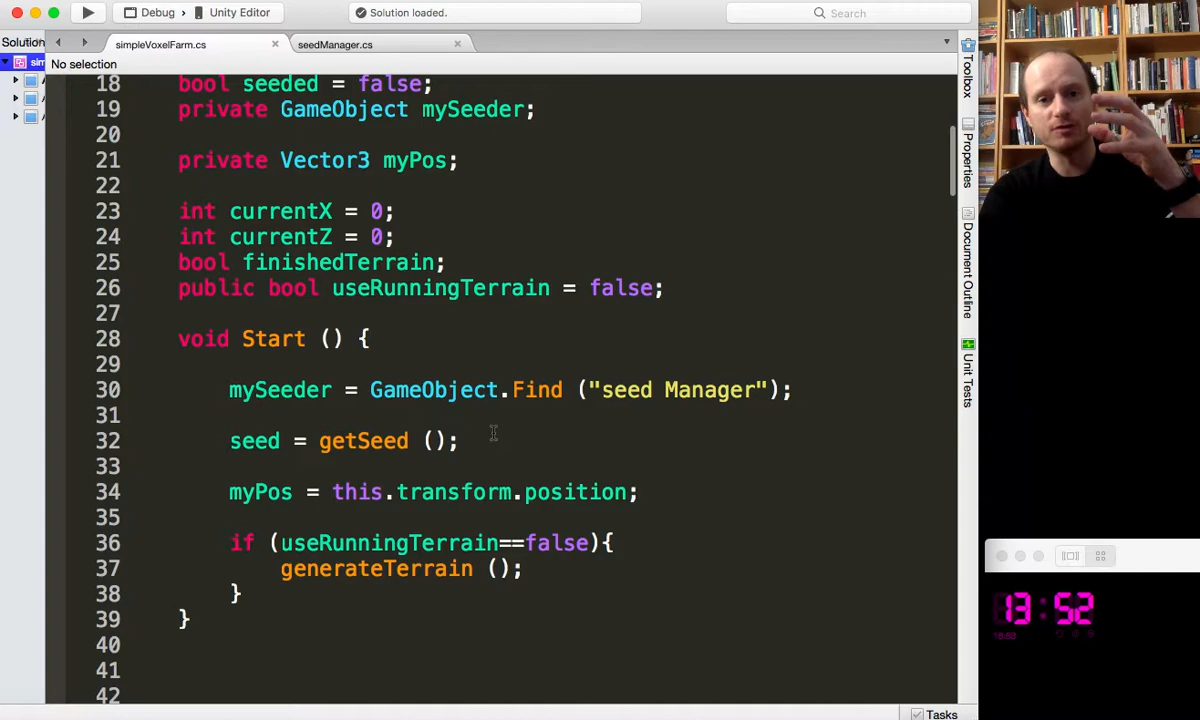 Debug
Unity Editor
Solution loaded.
Search
Solution
simpleVoxelFarm.cs
seedManager.cs
No selection
18 bool seeded = false;
19 private GameObject mySeeder;
20
21 private Vector3 myPos;
22
23 int currentX = 0;
24 int currentZ = 0;
25 bool finishedTerrain;
26 public bool useRunningTerrain = false;
27
28 void Start () {
29
30 mySeeder = GameObject.Find ("seed Manager");
31
32 seed = getSeed ();
33
34 myPos = this.transform.position;
35
36 if (useRunningTerrain==false){
37 generateTerrain ();
38 }
39 }
40
41
42
Toolbox
Properties
Document Outline
Unit Tests
13:52
Tasks